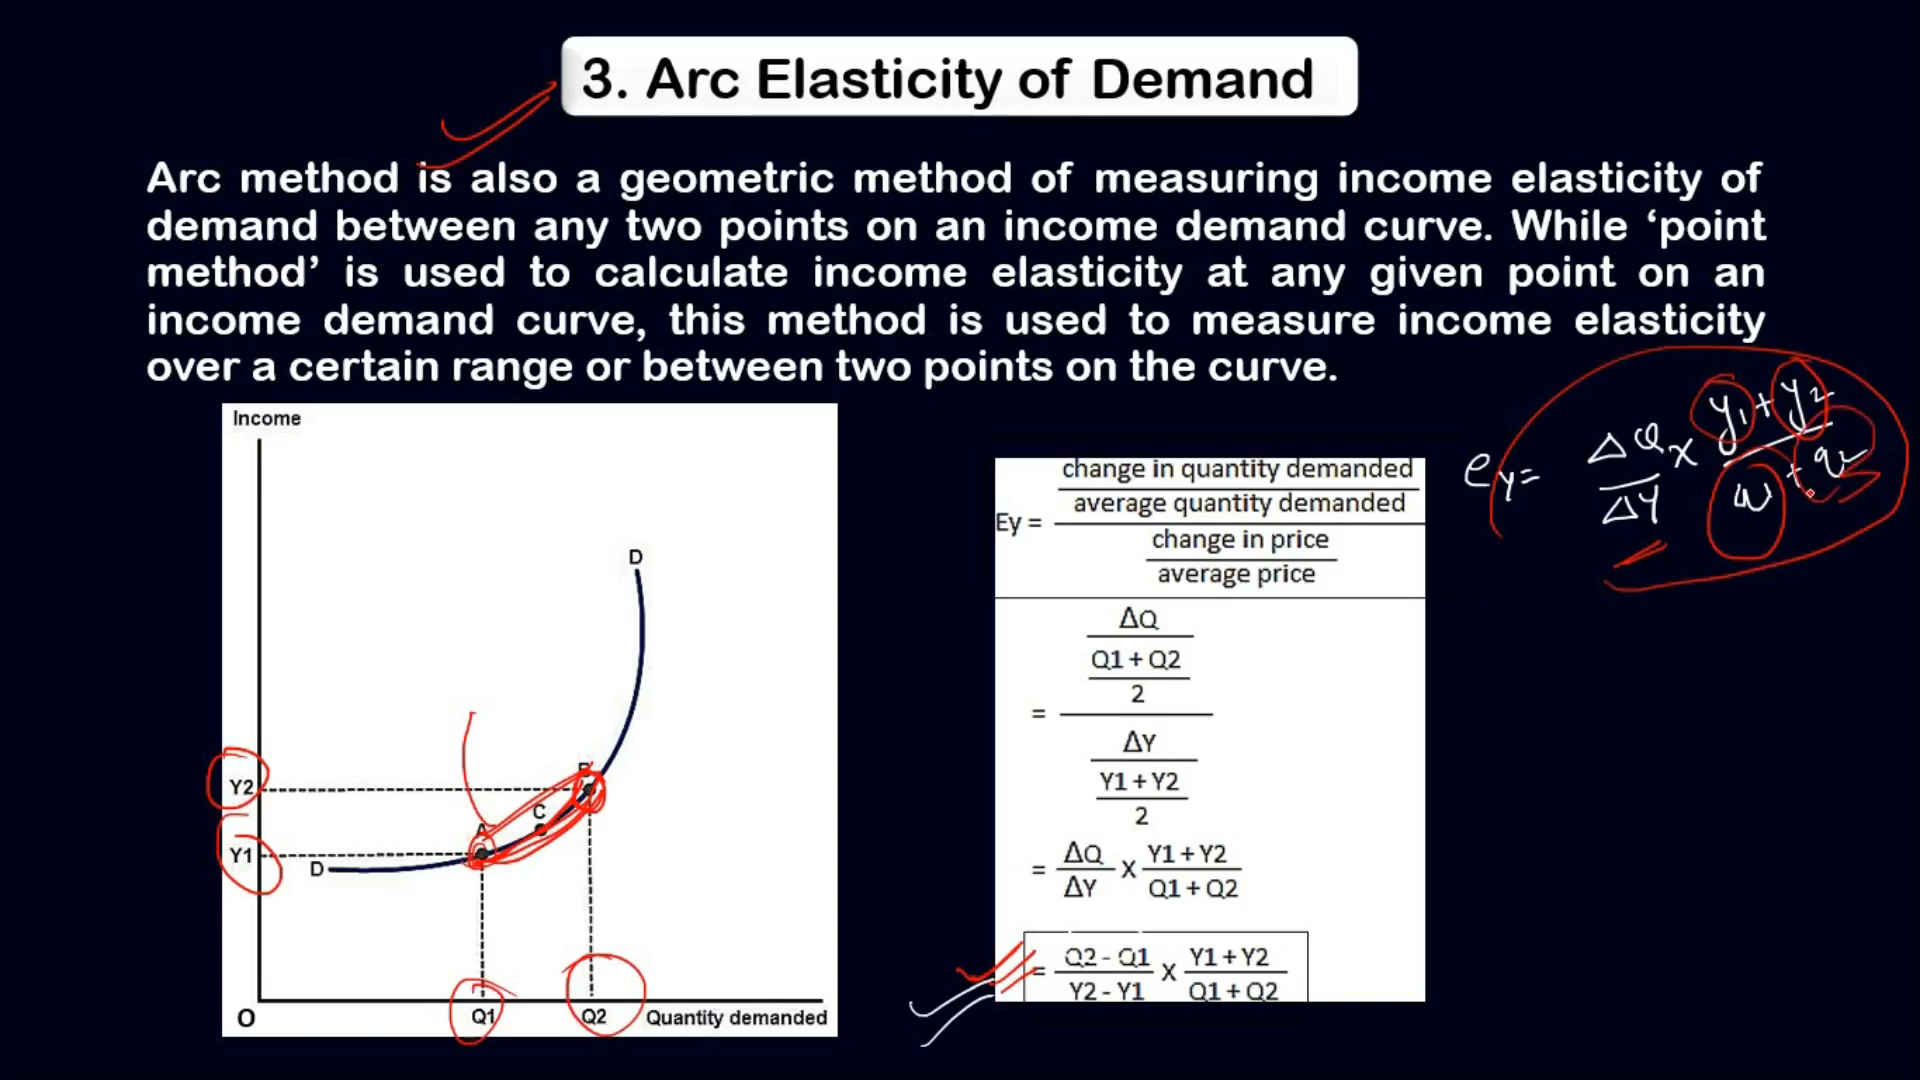 3. Arc Elasticity of Demand
Arc method is also a geometric method of measuring income elasticity of
demand between any two points on an income demand curve. While ‘point
method’ is used to calculate income elasticity at any given point on an
income demand curve, this method is used to measure income elasticity
over a certain range or between two points on the curve.
Income
D
Y2
B
C
A
Y1
D
O
Q1
Q2
Quantity demanded
change in quantity demanded
average quantity demanded
Ey =
change in price
average price
ΔQ
Q1 + Q2
2
=
ΔY
Y1 + Y2
2
= ΔQ X Y1 + Y2
ΔY Q1 + Q2
= Q2 - Q1 X Y1 + Y2
Y2 - Y1 Q1 + Q2
ey = ΔQ x y1 + y2
ΔY + q2